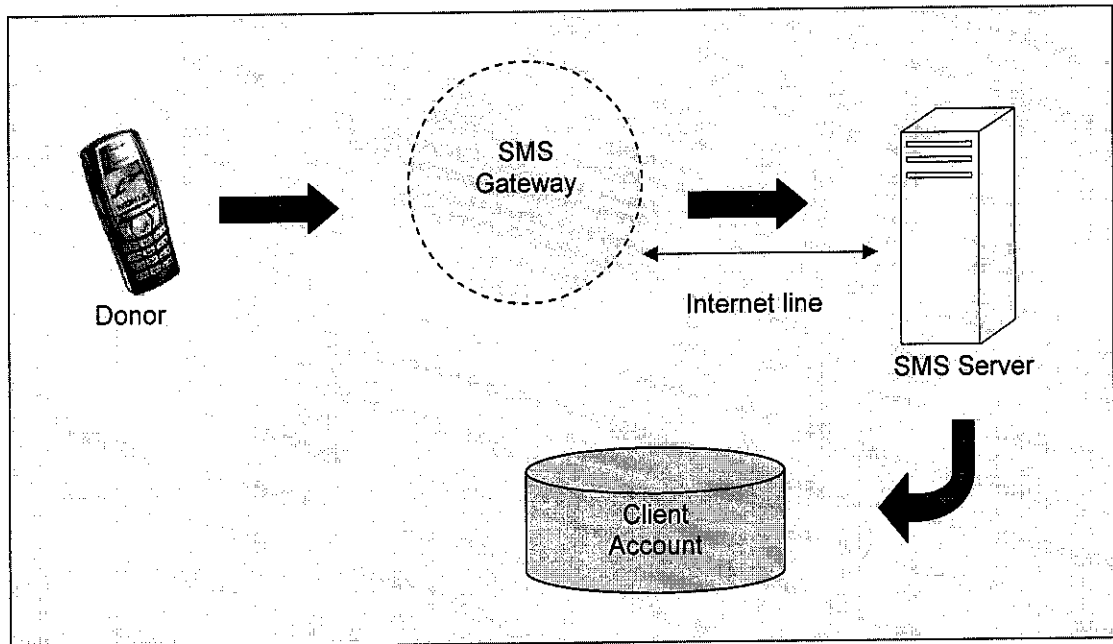 SMS
Gateway
Donor
Internet line
SMS Server
Client
Account